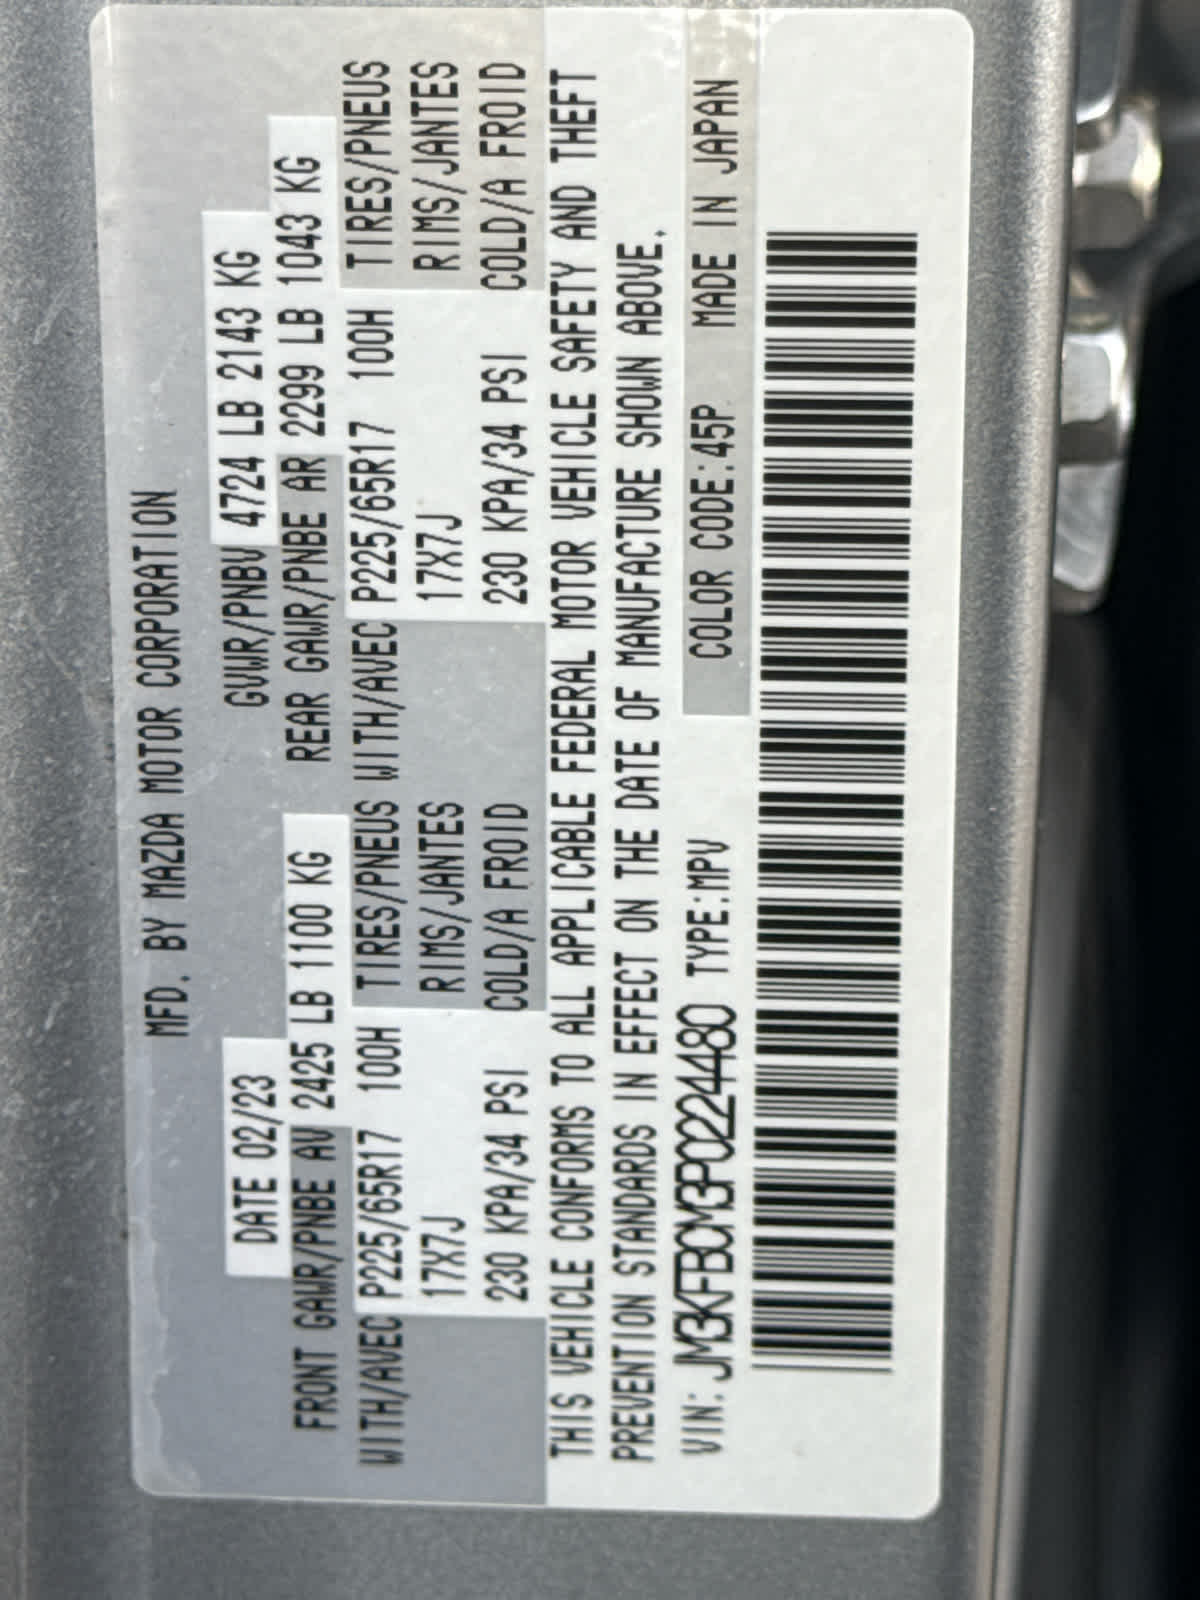 MFD. BY MAZDA MOTOR CORPORATION
DATE 02/23 GVWR/PNBV 4724 LB 2143 KG
FRONT GAWR/PNBE AV 2425 LB 1100 KG REAR GAWR/PNBE AR 2299 LB 1043 KG
WITH/AVEC P225/65R17 100H TIRES/PNEUS WITH/AVEC P225/65R17 100H TIRES/PNEUS
17X7J RIMS/JANTES 17X7J RIMS/JANTES
230 KPA/34 PSI COLD/A FROID 230 KPA/34 PSI COLD/A FROID
THIS VEHICLE CONFORMS TO ALL APPLICABLE FEDERAL MOTOR VEHICLE SAFETY AND THEFT
PREVENTION STANDARDS IN EFFECT ON THE DATE OF MANUFACTURE SHOWN ABOVE.
VIN: JM3KFBCM3P0224480 TYPE:MPV COLOR CODE:45P MADE IN JAPAN